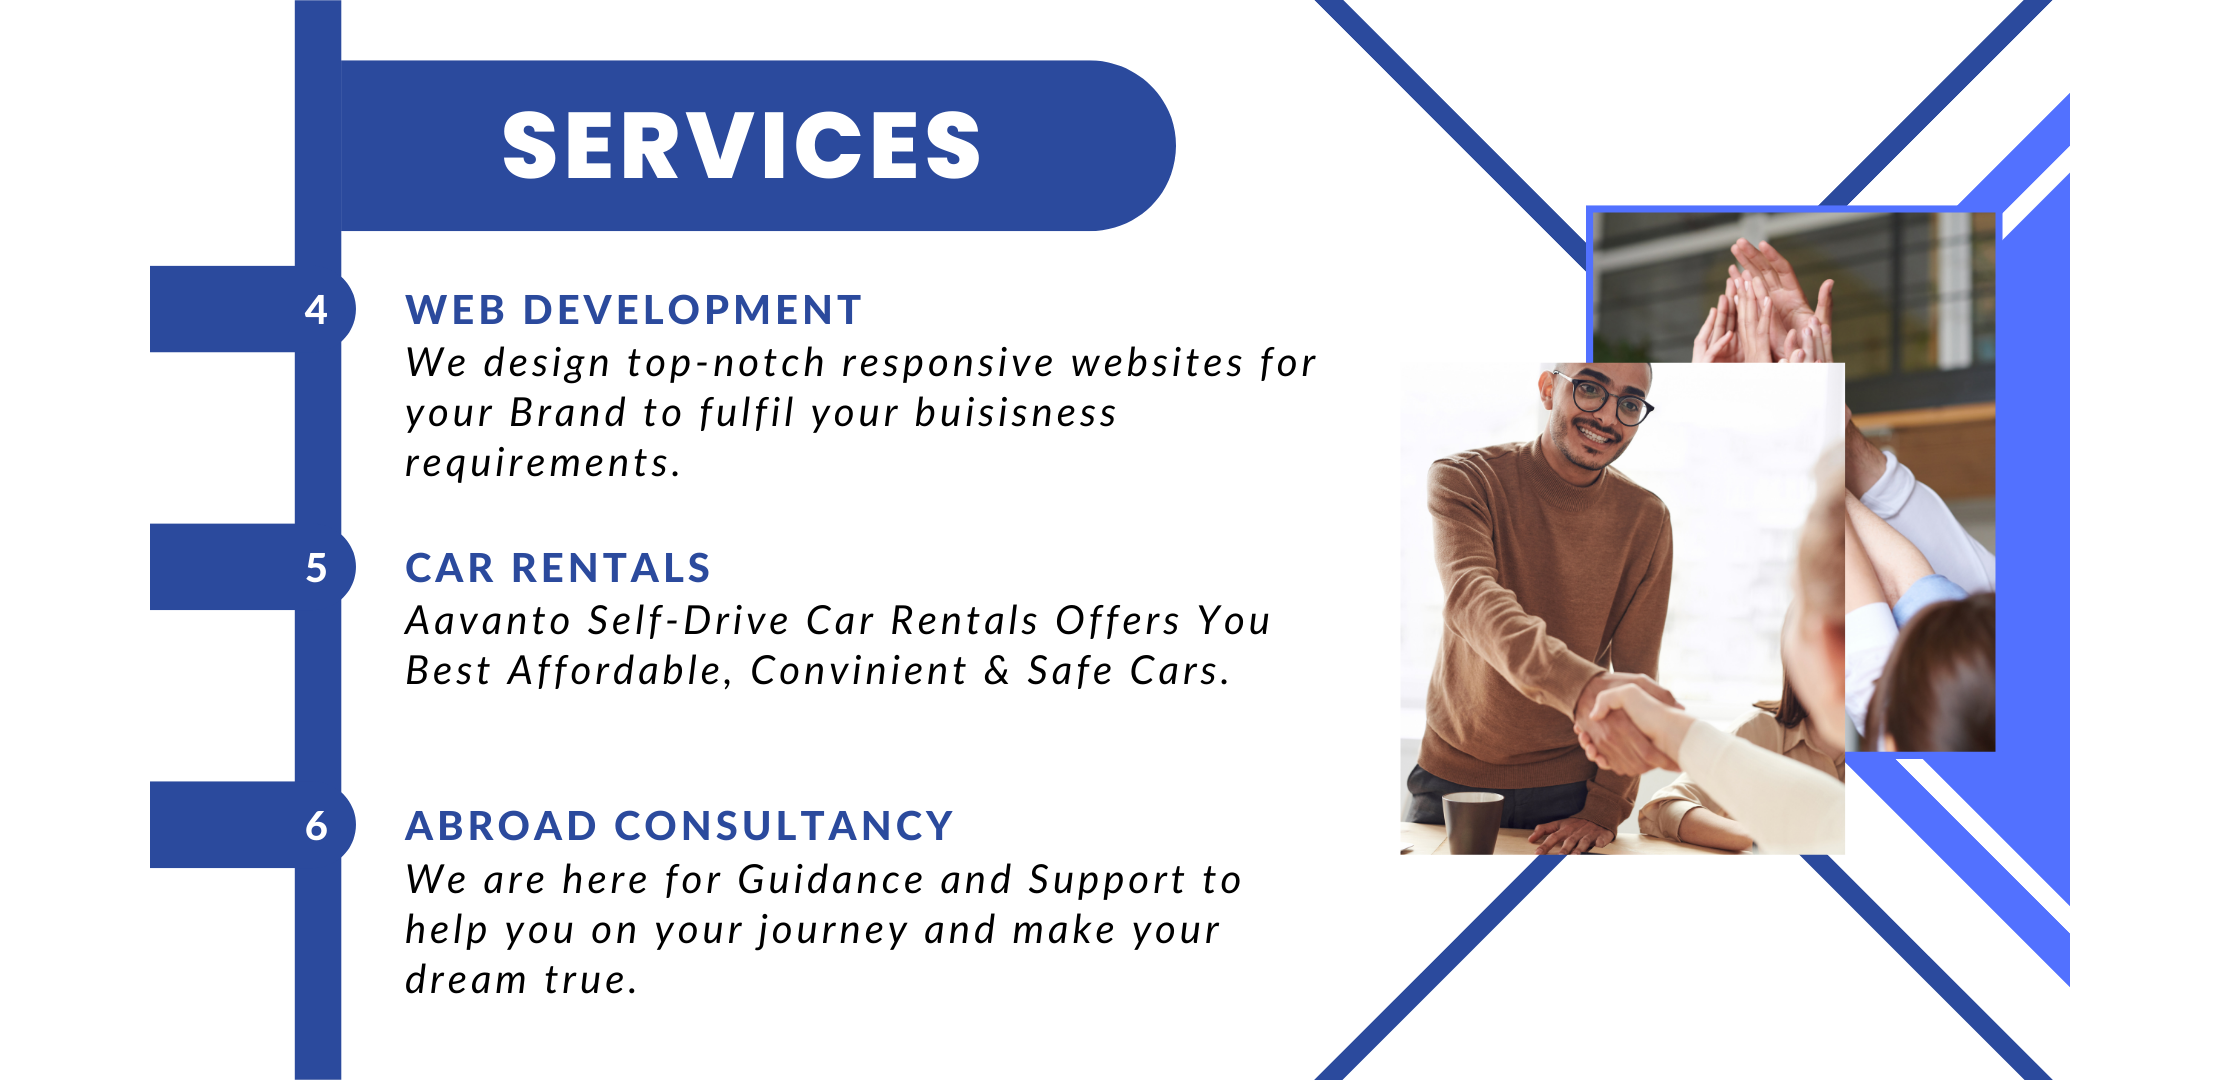 SERVICES
4
WEB DEVELOPMENT
We design top-notch responsive websites for
your Brand to fulfil your buisisness
requirements.
5
CAR RENTALS
Aavanto Self-Drive Car Rentals Offers You
Best Affordable, Convinient & Safe Cars.
6
ABROAD CONSULTANCY
We are here for Guidance and Support to
help you on your journey and make your
dream true.